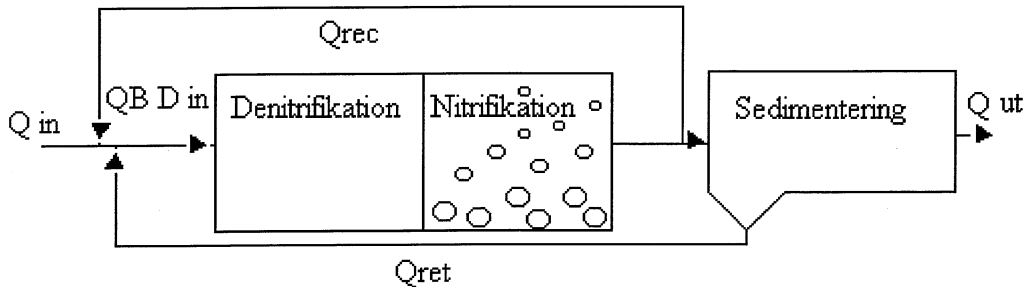 Qrec
QB D in
Q in
Denitrifikation
Nitrifikation
Sedimentering
Q ut
Qret